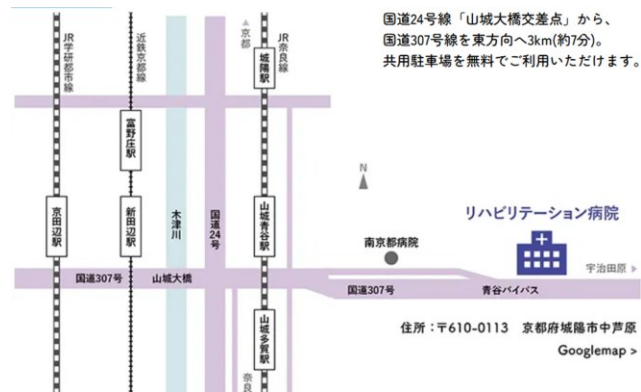 国道24号線「山城大橋交差点」から、
国道307号線を東方向へ3km(約7分)。
共用駐車場を無料でご利用いただけます。
JR学研都市線
近鉄京都線
京都
JR奈良線
城陽駅
富野庄駅
京田辺駅
新田辺駅
木津川
国道24号
山城青谷駅
N
リハビリテーション病院
南京都病院
宇治田原
国道307号
山城大橋
国道307号
青谷バイパス
山城多賀駅
奈良
住所：〒610-0113 京都府城陽市中芦原
Googlemap >